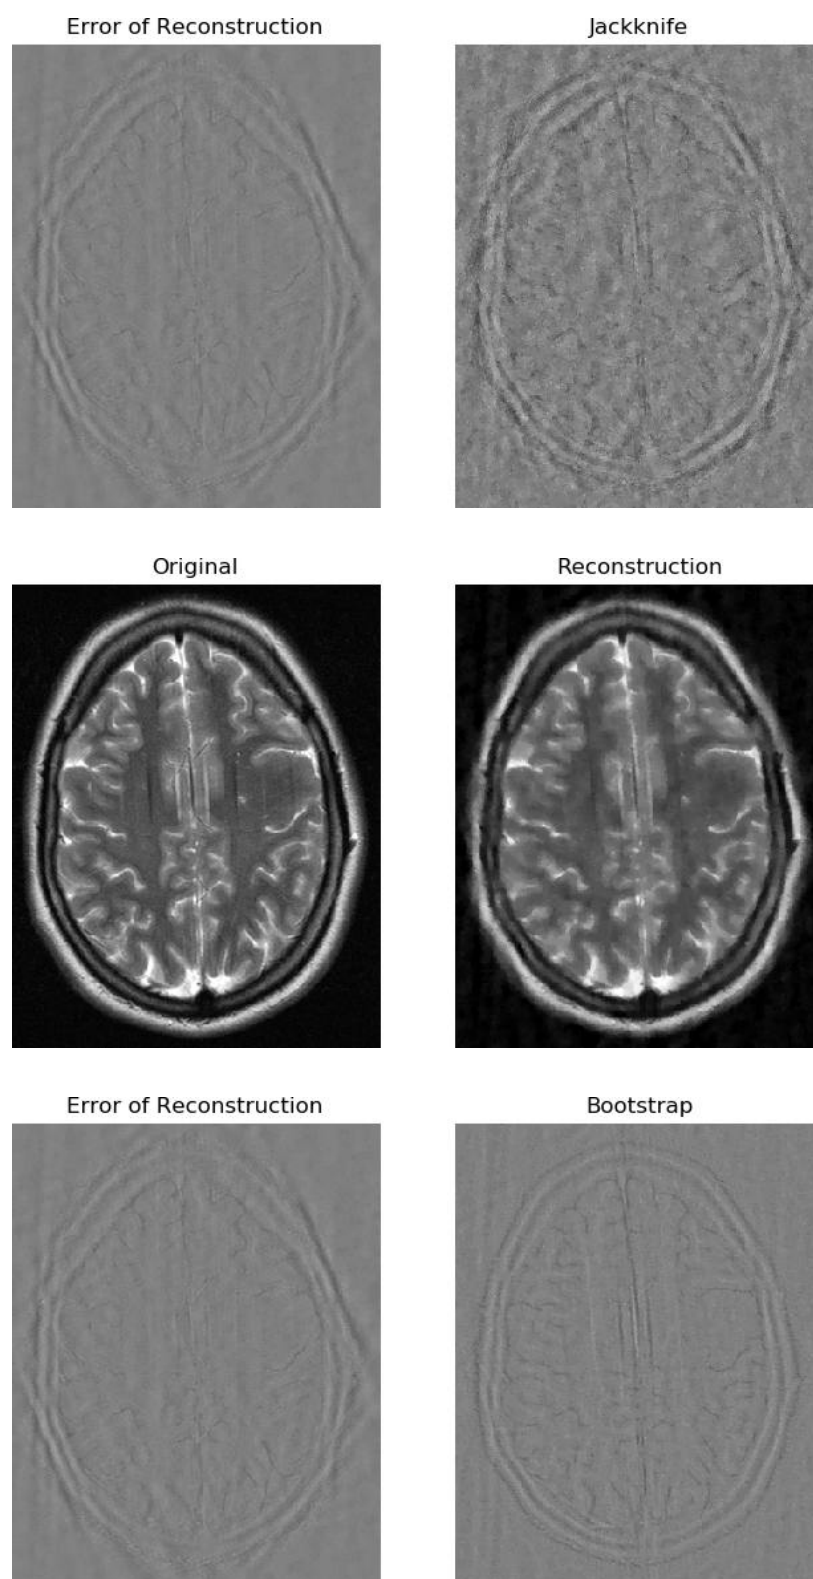 Error of Reconstruction
Jackknife
Original
Reconstruction
Error of Reconstruction
Bootstrap